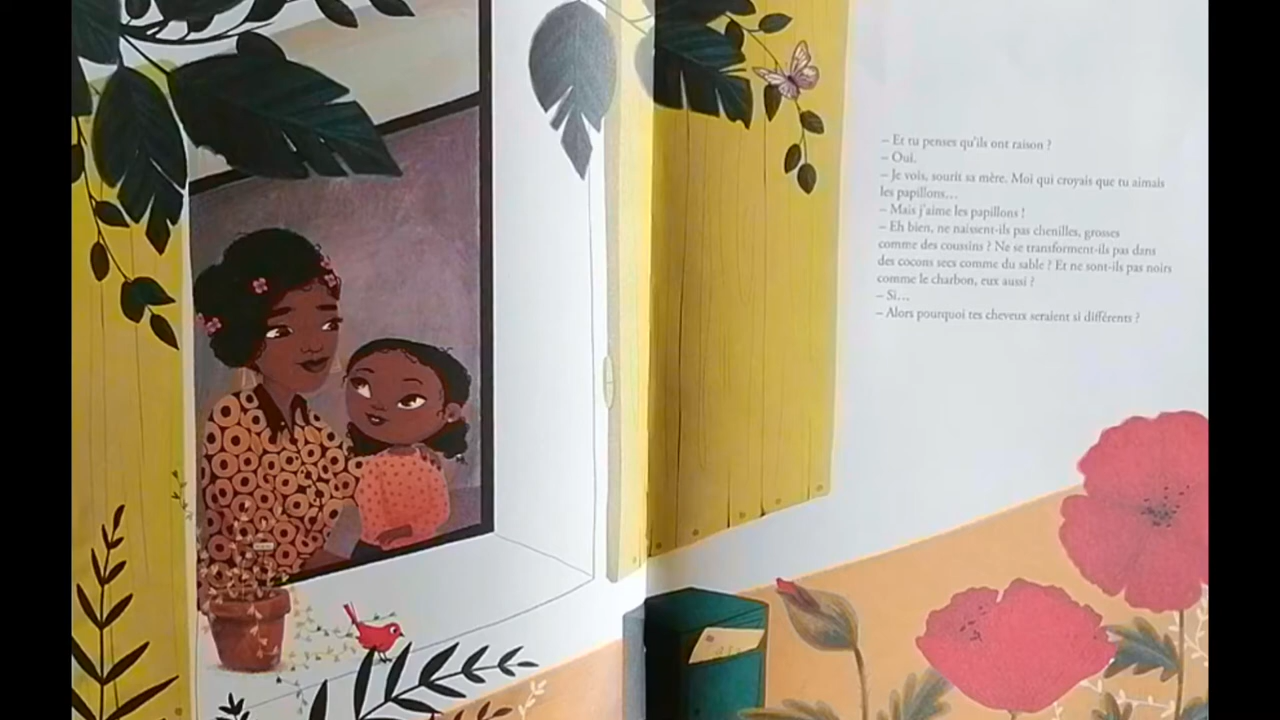 – Et tu penses qu'ils ont raison ?
– Oui.
– Je vois, sourit sa mère. Moi qui croyais que tu aimais
les papillons…
– Mais j'aime les papillons !
– Eh bien, ne naissent-ils pas chenilles, grosses
comme des coussins ? Ne se transforment-ils pas dans
des cocons secs comme du sable ? Et ne sont-ils pas noirs
comme le charbon, eux aussi ?
– Si…
– Alors pourquoi tes cheveux seraient si différents ?